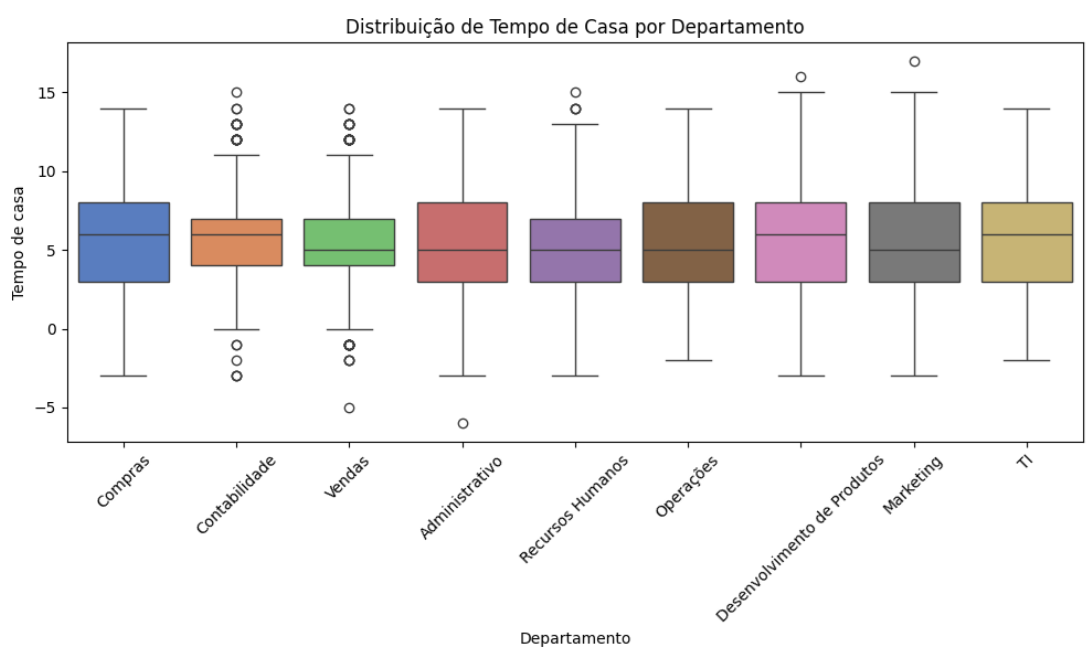 Distribuição de Tempo de Casa por Departamento
Tempo de casa
15
10
5
0
−5
Compras
Contabilidade
Vendas
Administrativo
Recursos Humanos
Operações
Desenvolvimento de Produtos
Marketing
TI
Departamento